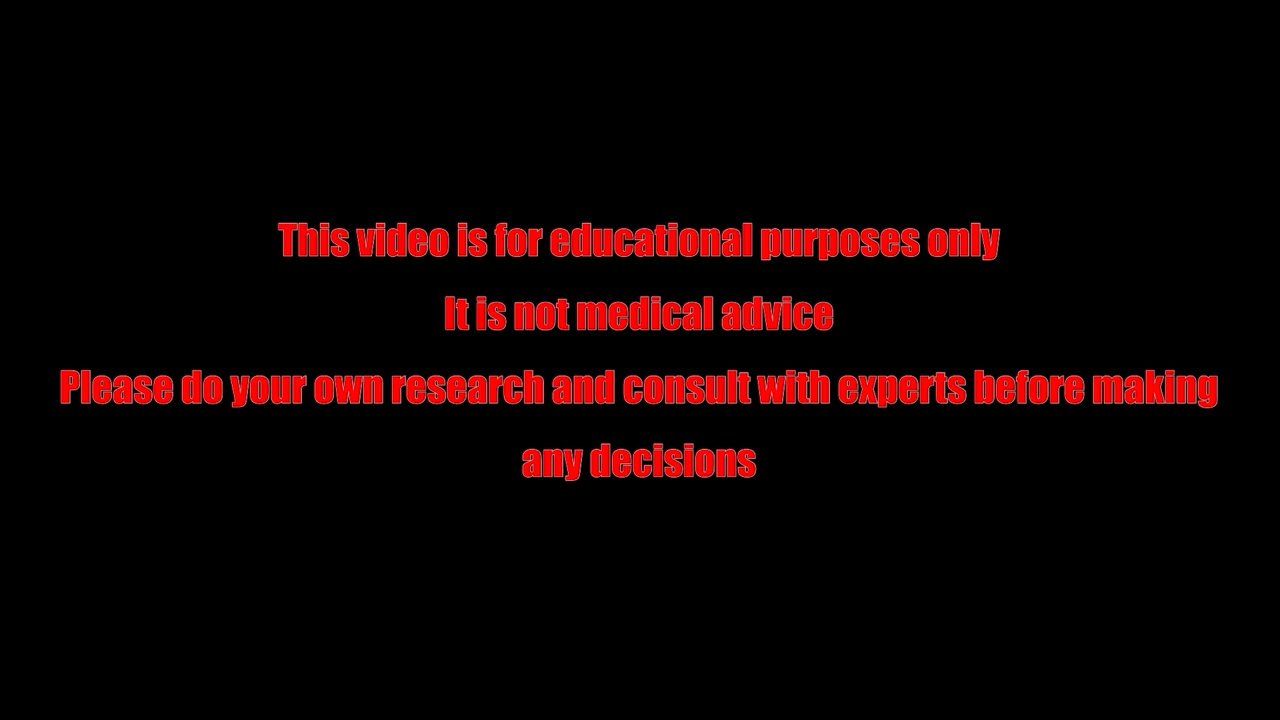 This video is for educational purposes only
It is not medical advice
Please do your own research and consult with experts before making
any decisions